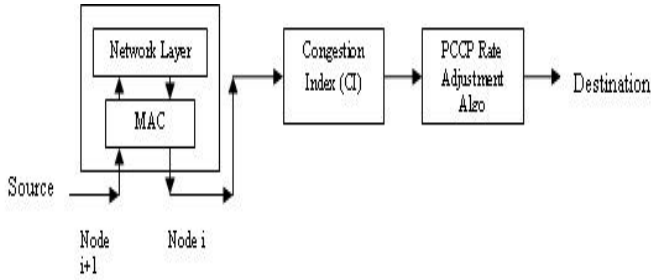 Network Layer
MAC
Congestion
Index (CI)
PCCP Rate
Adjustment
Algo
Destination
Source
Node
i+1
Node i